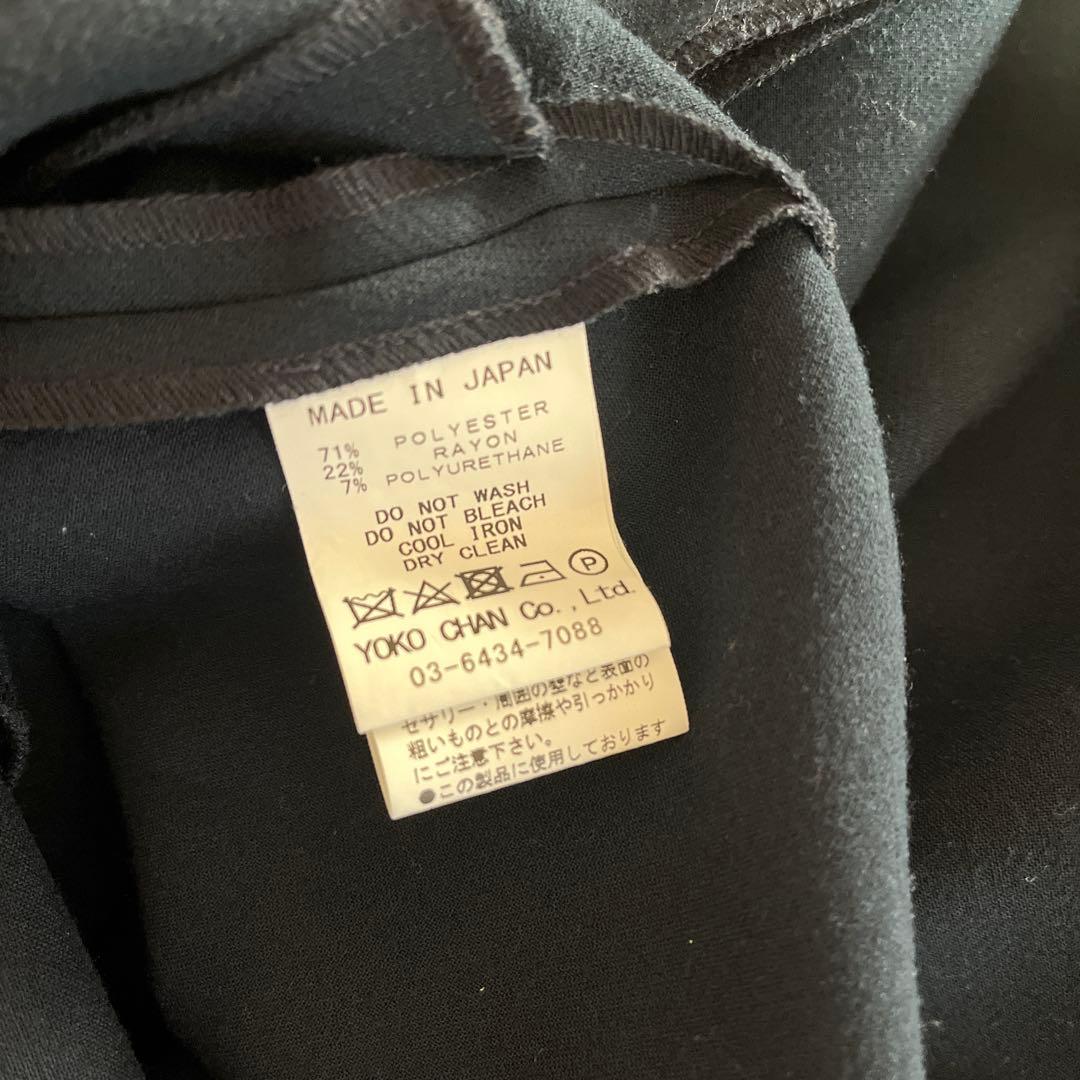 MADE IN JAPAN
71% POLYESTER
22% RAYON
7% POLYURETHANE
DO NOT WASH
DO NOT BLEACH
COOL IRON
DRY CLEAN
P
YOKO CHAN Co.,Ltd.
03-6434-7088
セサリー・周囲の壁など表面の
粗いものとの摩擦や引っかかり
にご注意下さい。
●この製品に使用しております